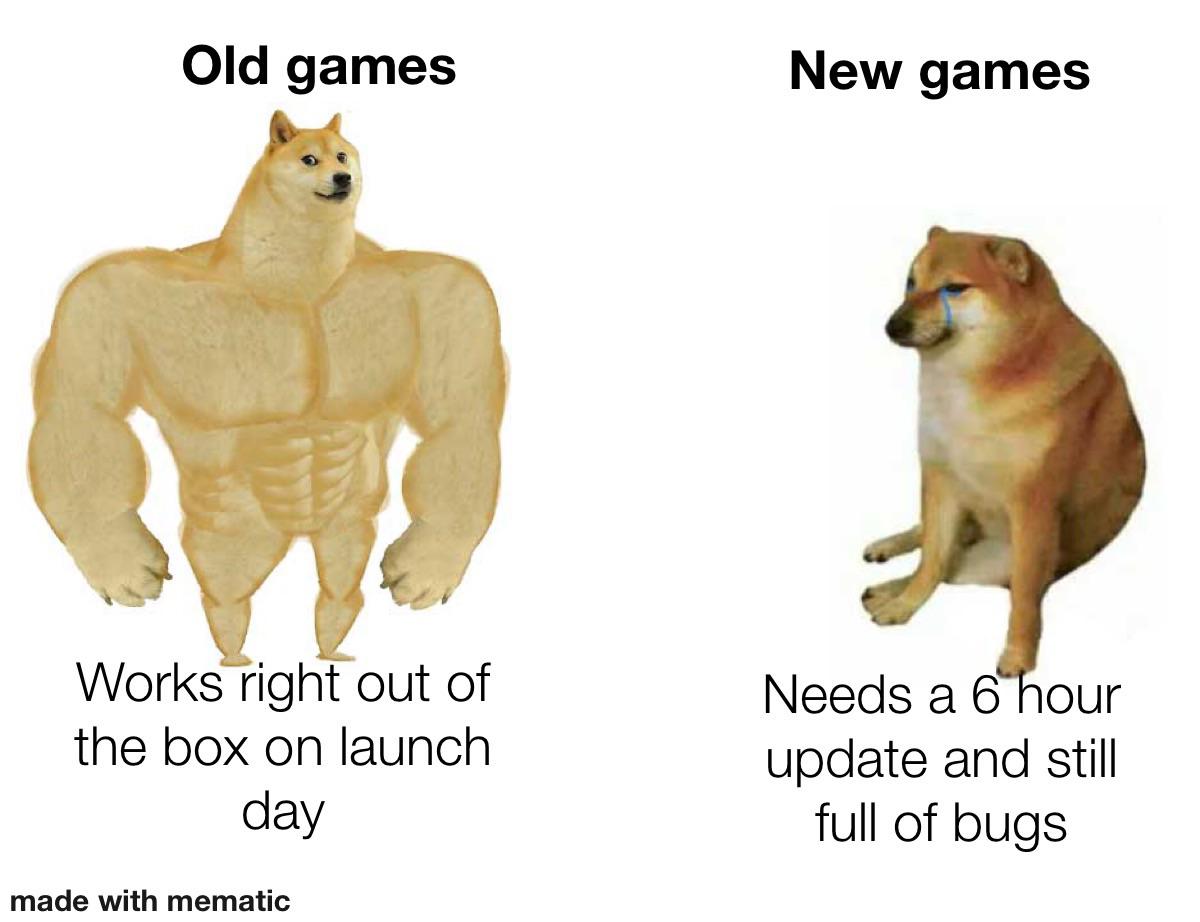 Old games
New games
Works right out of
the box on launch
day
Needs a 6 hour
update and still
full of bugs
made with mematic